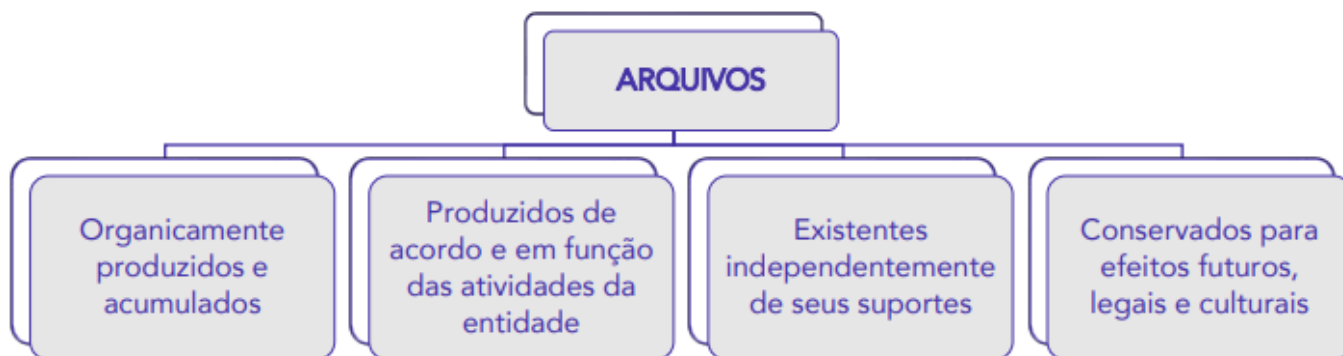 ARQUIVOS
Organicamente
produzidos e
acumulados
Produzidos de
acordo e em função
das atividades da
entidade
Existentes
independentemente
de seus suportes
Conservados para
efeitos futuros,
legais e culturais